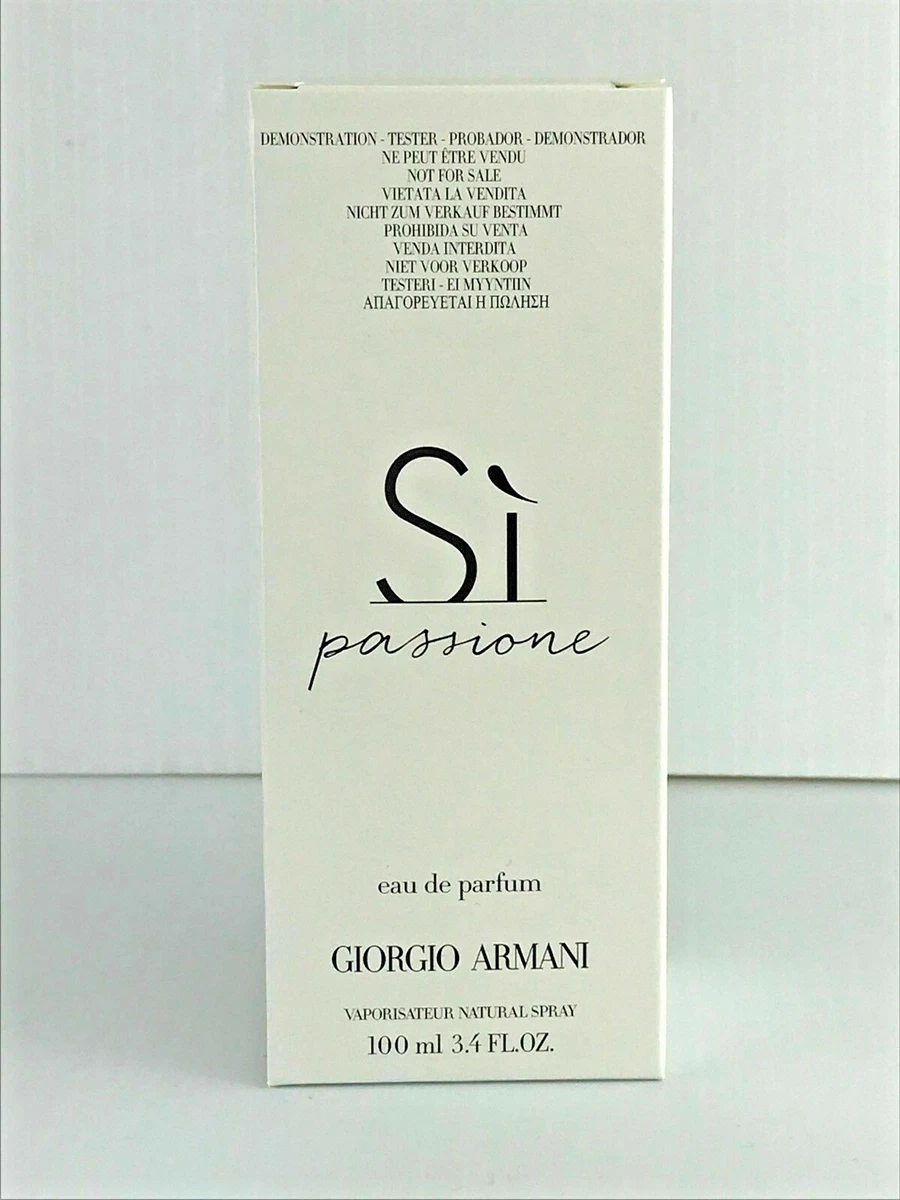 DEMONSTRATION - TESTER - PROBADOR - DEMONSTRADOR
NE PEUT ÊTRE VENDU
NOT FOR SALE
VIETATA LA VENDITA
NICHT ZUM VERKAUF BESTIMMT
PROHIBIDA SU VENTA
VENDA INTERDITA
NIET VOOR VERKOOP
TESTERI - EI MYYNTIIN
ΑΠΑΓΟΡΕΥΕΤΑΙ Η ΠΩΛΗΣΗ
Sì
passione
eau de parfum
GIORGIO ARMANI
VAPORISATEUR NATURAL SPRAY
100 ml 3.4 FL.OZ.